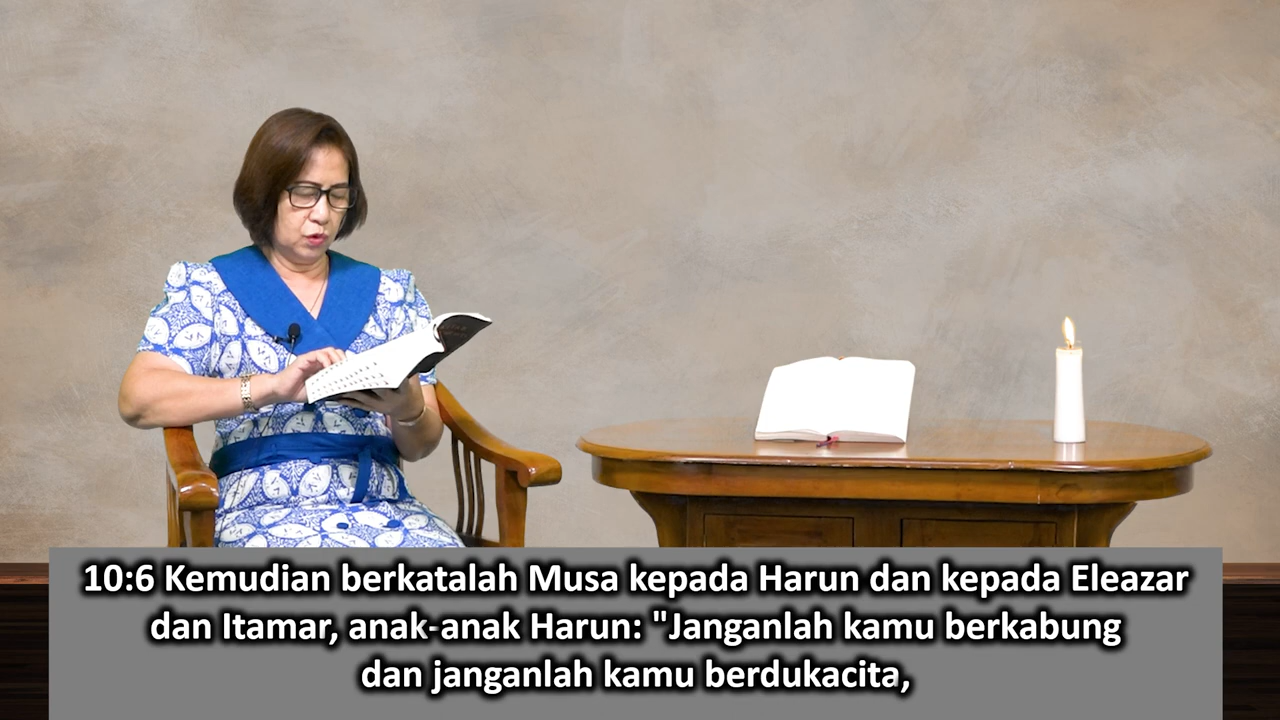 10:6 Kemudian berkatalah Musa kepada Harun dan kepada Eleazar
dan Itamar, anak-anak Harun: "Janganlah kamu berkabung
dan janganlah kamu berdukacita,